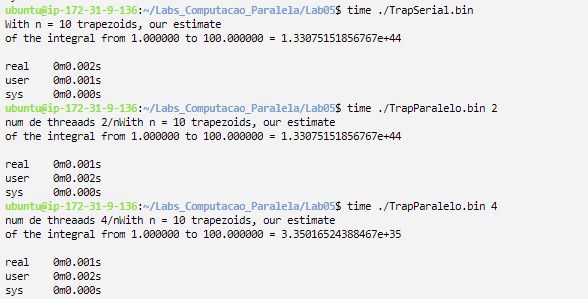 ubuntu@ip-172-31-9-136:~/Labs_Computacao_Paralela/Lab05$ time ./TrapSerial.bin
With n = 10 trapezoids, our estimate
of the integral from 1.000000 to 100.000000 = 1.33075151856767e+44

real    0m0.002s
user    0m0.001s
sys     0m0.000s
ubuntu@ip-172-31-9-136:~/Labs_Computacao_Paralela/Lab05$ time ./TrapParalelo.bin 2
num de threaads 2/nWith n = 10 trapezoids, our estimate
of the integral from 1.000000 to 100.000000 = 1.33075151856767e+44

real    0m0.001s
user    0m0.002s
sys     0m0.000s
ubuntu@ip-172-31-9-136:~/Labs_Computacao_Paralela/Lab05$ time ./TrapParalelo.bin 4
num de threaads 4/nWith n = 10 trapezoids, our estimate
of the integral from 1.000000 to 100.000000 = 3.35016524388467e+35

real    0m0.001s
user    0m0.002s
sys     0m0.000s